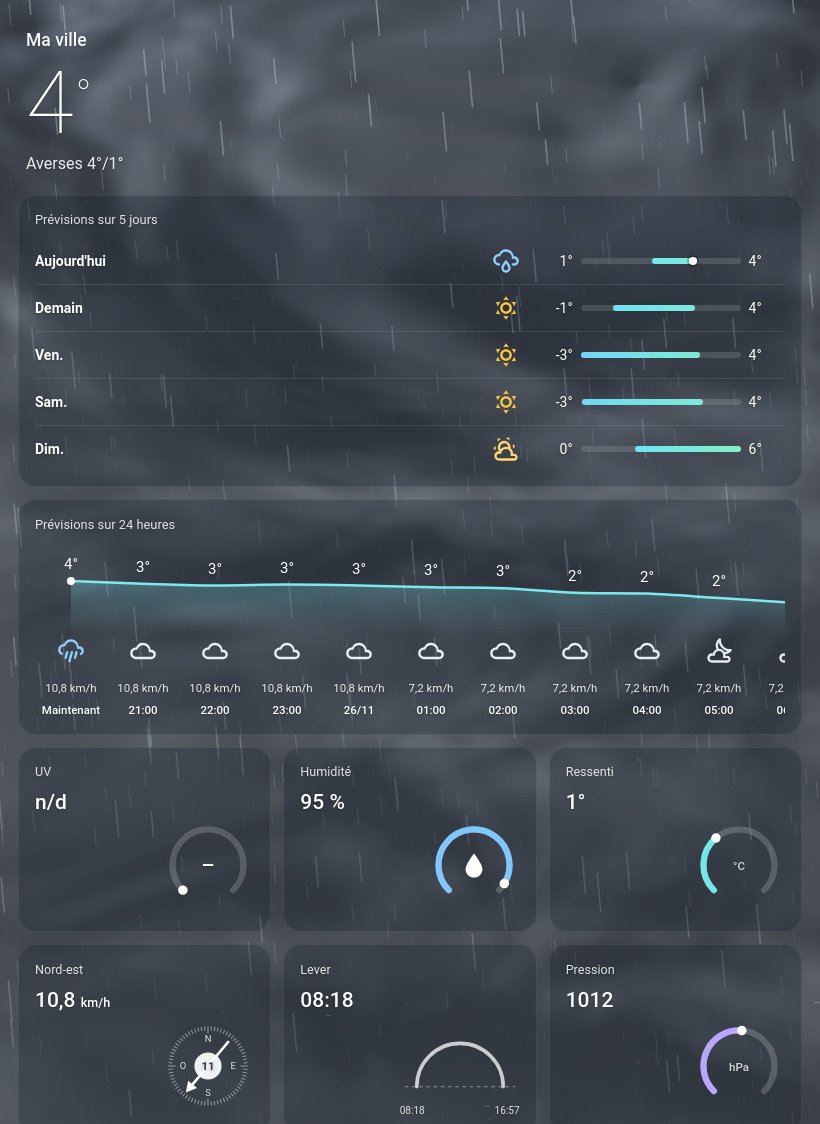 Ma ville
4°
Averses 4°/1°
Prévisions sur 5 jours
Aujourd'hui 1° 4°
Demain -1° 4°
Ven. -3° 4°
Sam. -3° 4°
Dim. 0° 6°
Prévisions sur 24 heures
4° 3° 3° 3° 3° 3° 3° 2° 2° 2°
10,8 km/h 10,8 km/h 10,8 km/h 10,8 km/h 10,8 km/h 7,2 km/h 7,2 km/h 7,2 km/h 7,2 km/h 7,2 km/h 7,2
Maintenant 21:00 22:00 23:00 26/11 01:00 02:00 03:00 04:00 05:00
UV Humidité Ressenti
n/d 95 % 1°
– °C
Nord-est Lever Pression
10,8 km/h 08:18 1012
N
O 11 E hPa
S
08:18 16:57